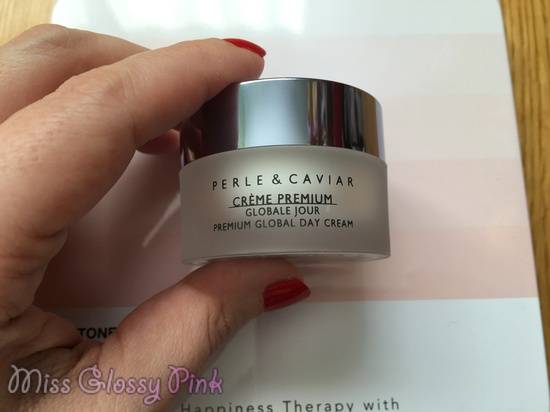 PERLE & CAVIAR
CRÈME PREMIUM
GLOBALE JOUR
PREMIUM GLOBAL DAY CREAM
TONE
Miss Glossy Pink
Happiness Therapy with